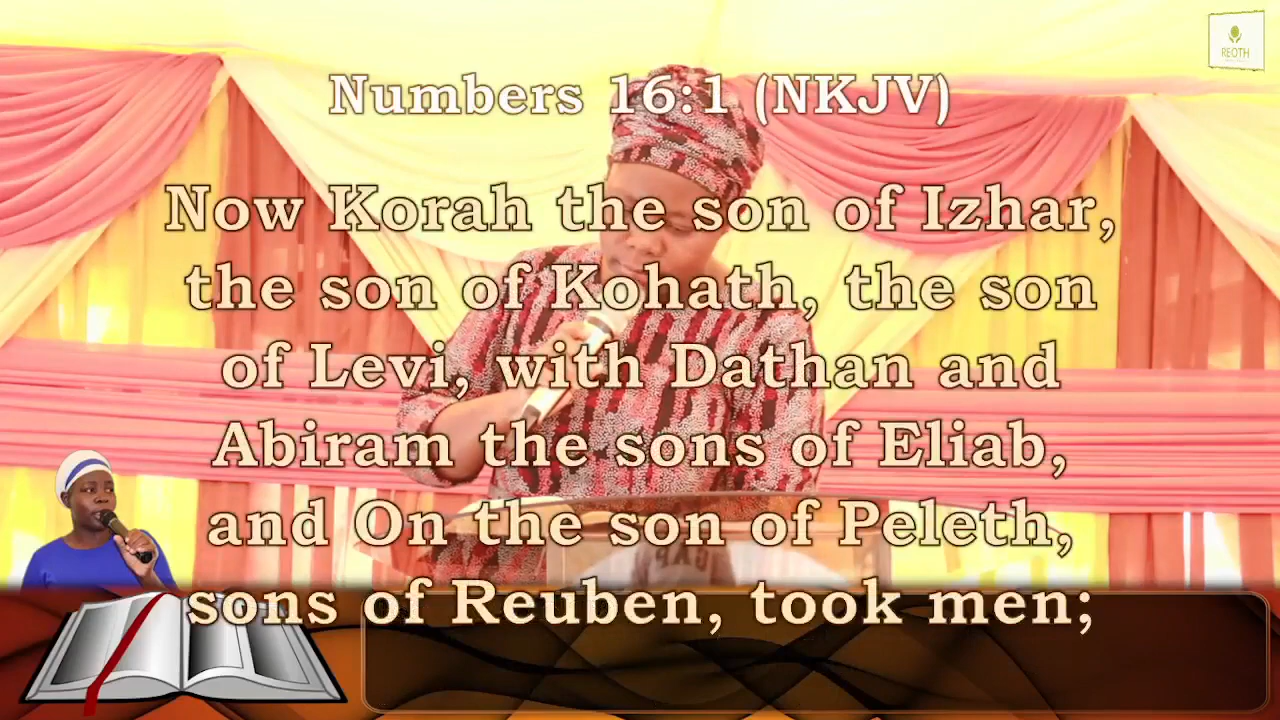 REOTH
Numbers 16:1 (NKJV)
Now Korah the son of Izhar,
the son of Kohath, the son
of Levi, with Dathan and
Abiram the sons of Eliab,
and On the son of Peleth,
sons of Reuben, took men;